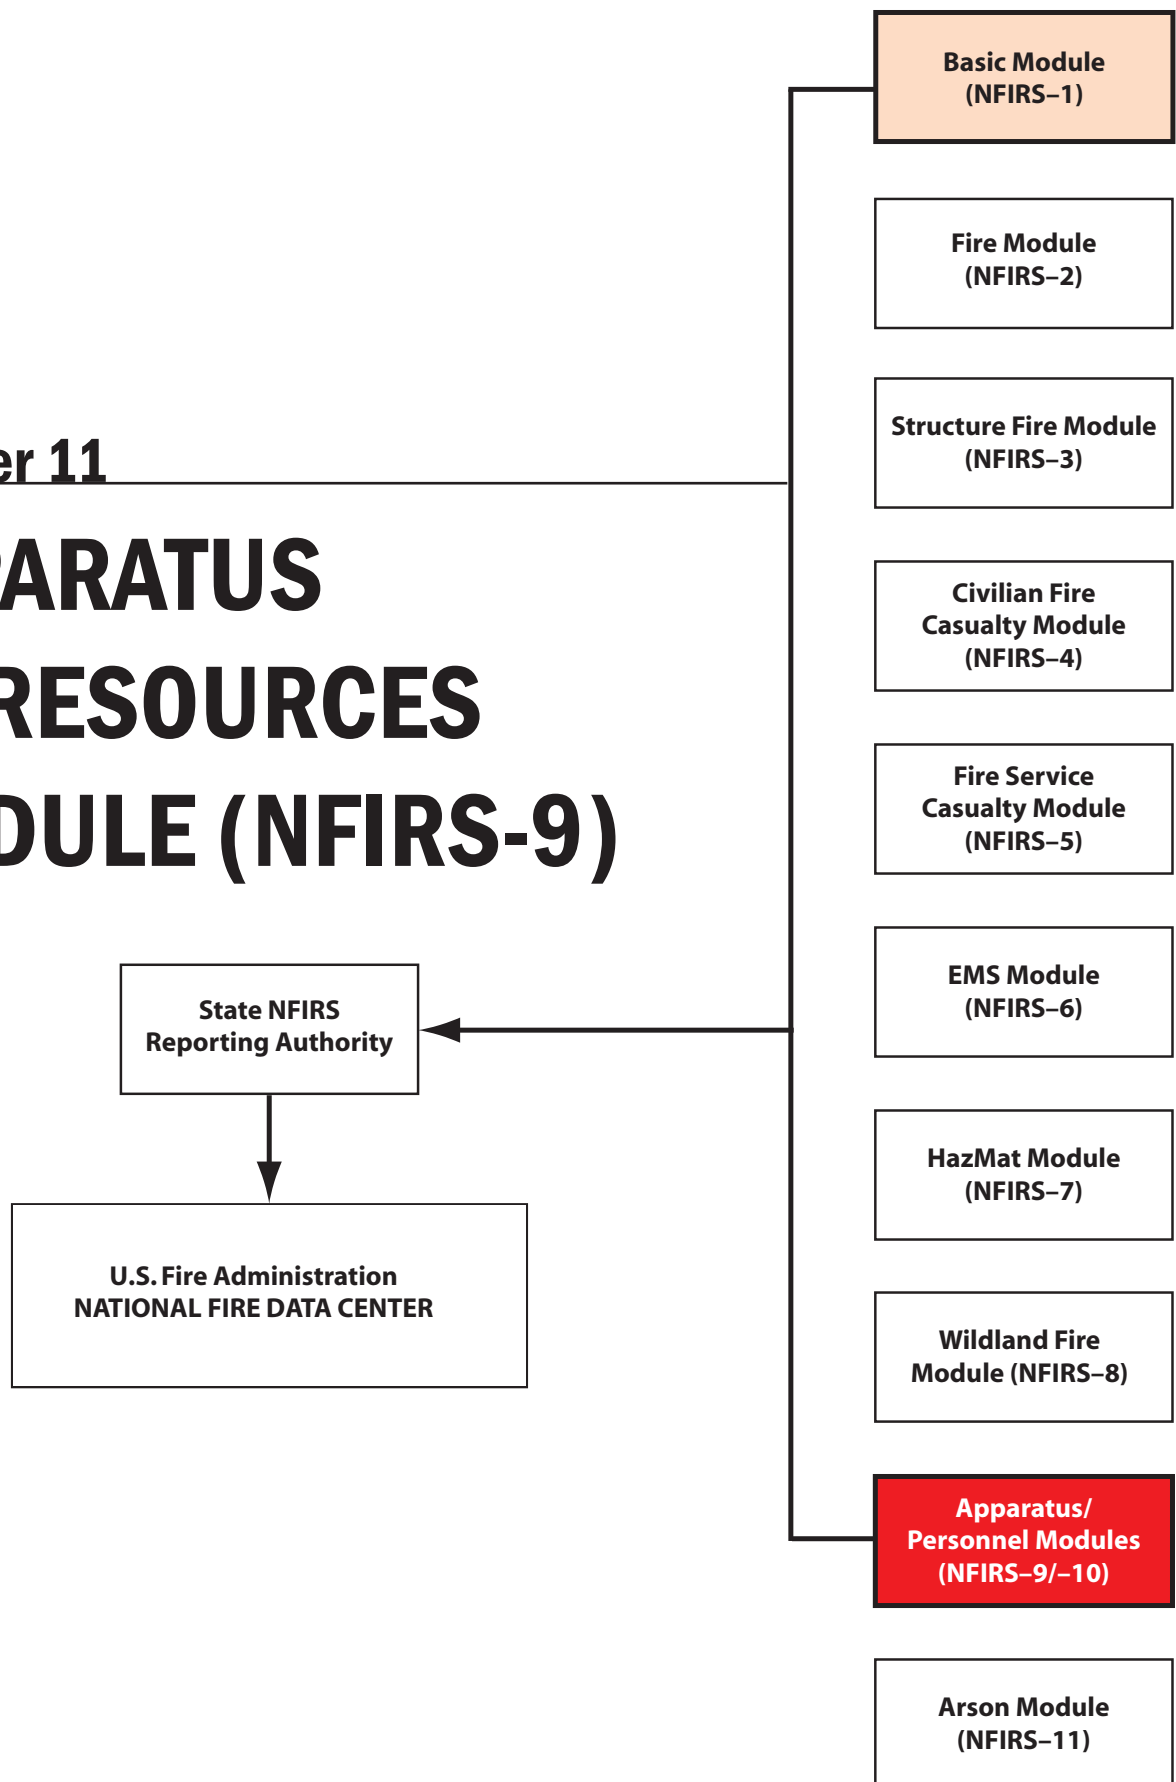 er 11
PARATUS
RESOURCES
DULE (NFIRS-9)
State NFIRS
Reporting Authority
U.S. Fire Administration
NATIONAL FIRE DATA CENTER
Basic Module
(NFIRS–1)
Fire Module
(NFIRS–2)
Structure Fire Module
(NFIRS–3)
Civilian Fire
Casualty Module
(NFIRS–4)
Fire Service
Casualty Module
(NFIRS–5)
EMS Module
(NFIRS–6)
HazMat Module
(NFIRS–7)
Wildland Fire
Module (NFIRS–8)
Apparatus/
Personnel Modules
(NFIRS–9/–10)
Arson Module
(NFIRS–11)